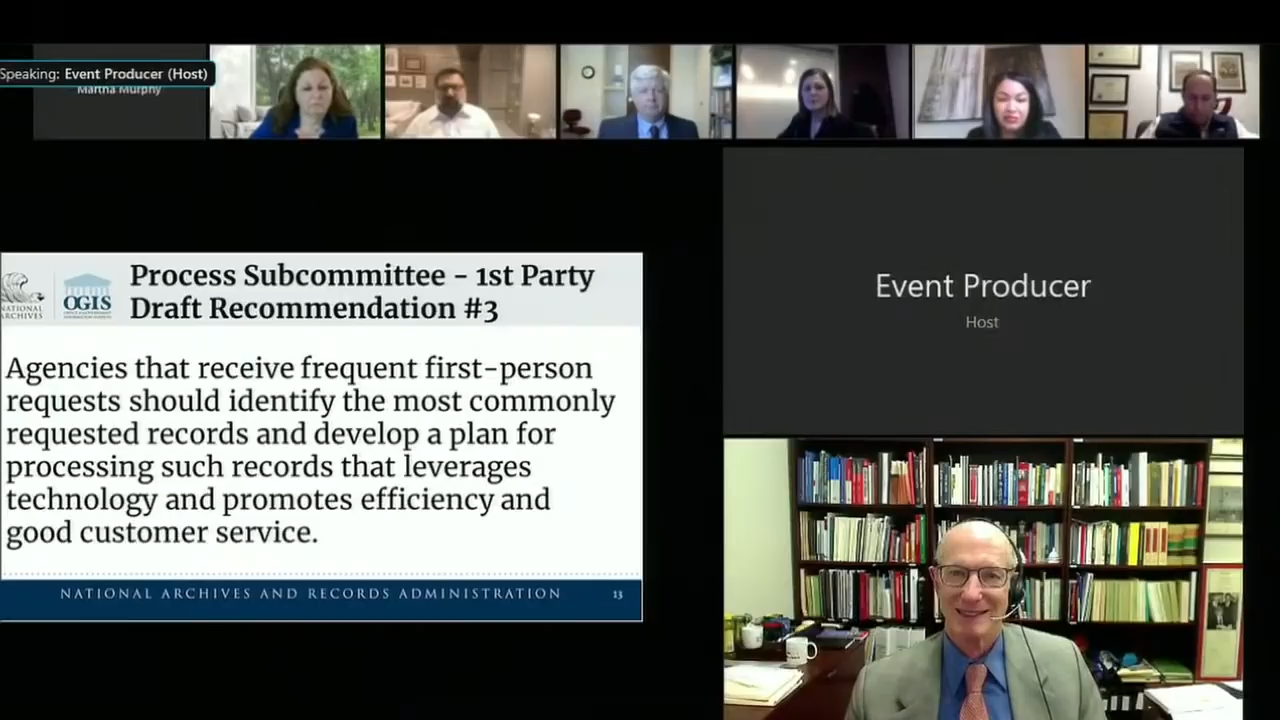 Speaking: Event Producer (Host)
Martha Murphy
Process Subcommittee - 1st Party
Draft Recommendation #3
NATIONAL
ARCHIVES
OGIS
Agencies that receive frequent first-person
requests should identify the most commonly
requested records and develop a plan for
processing such records that leverages
technology and promotes efficiency and
good customer service.
NATIONAL ARCHIVES AND RECORDS ADMINISTRATION
13
Event Producer
Host